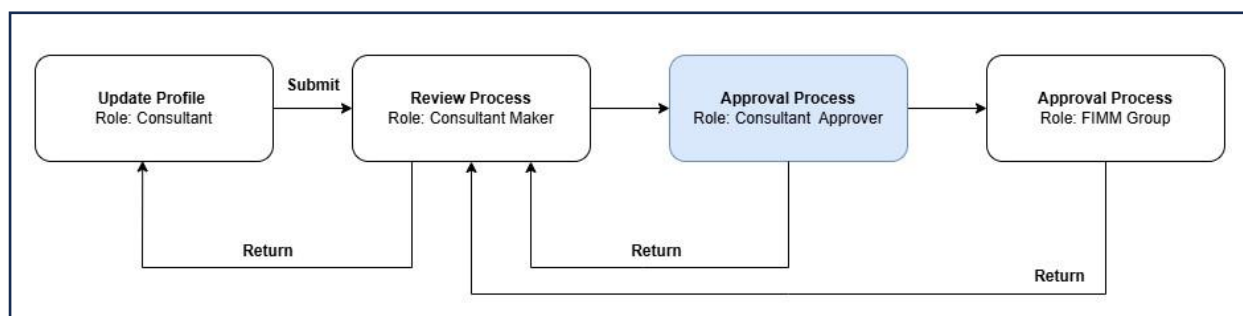 Update Profile
Role: Consultant
Submit
Review Process
Role: Consultant Maker
Approval Process
Role: Consultant Approver
Approval Process
Role: FIMM Group
Return
Return
Return